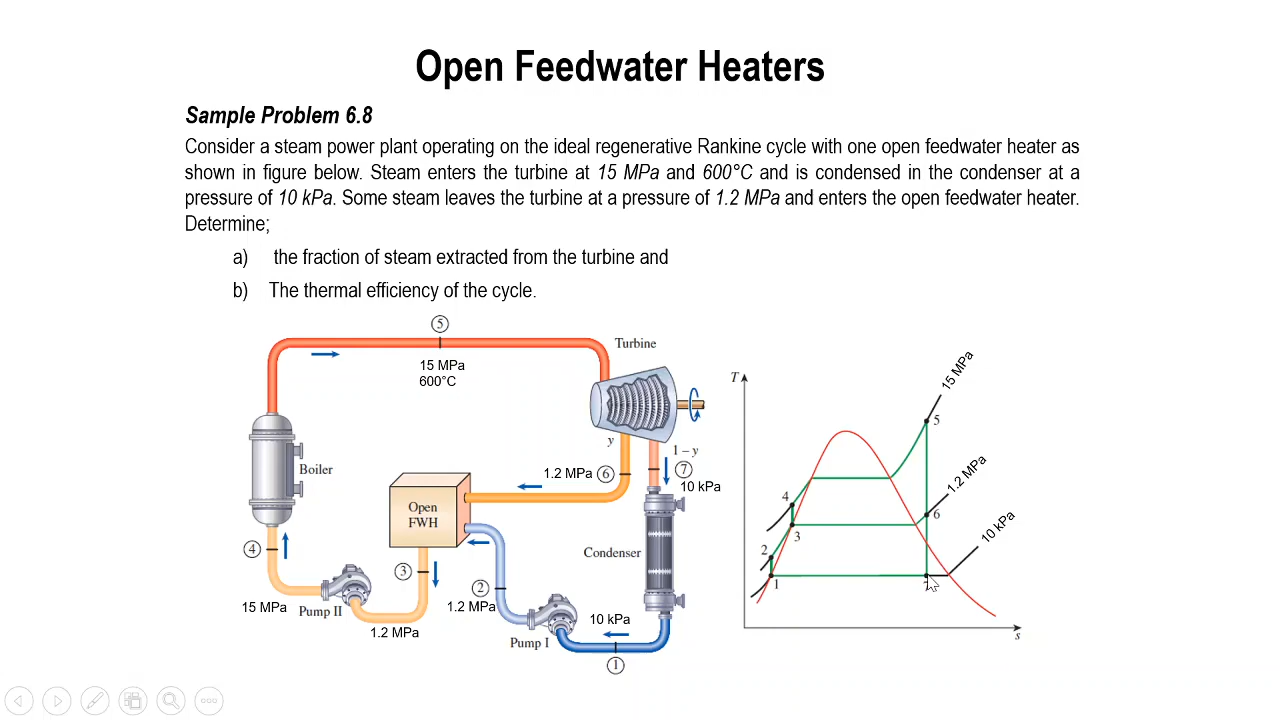 Open Feedwater Heaters
Sample Problem 6.8
Consider a steam power plant operating on the ideal regenerative Rankine cycle with one open feedwater heater as
shown in figure below. Steam enters the turbine at 15 MPa and 600°C and is condensed in the condenser at a
pressure of 10 kPa. Some steam leaves the turbine at a pressure of 1.2 MPa and enters the open feedwater heater.
Determine;
a) the fraction of steam extracted from the turbine and
b) The thermal efficiency of the cycle.
5
Turbine
15 MPa
600°C
y
1 – y
Boiler
1.2 MPa 6
7
10 kPa
Open
FWH
Condenser
4
3
2
15 MPa
Pump II
1.2 MPa
1.2 MPa
10 kPa
Pump I
1
T
15 MPa
5
1.2 MPa
4
6
10 kPa
3
2
1
s